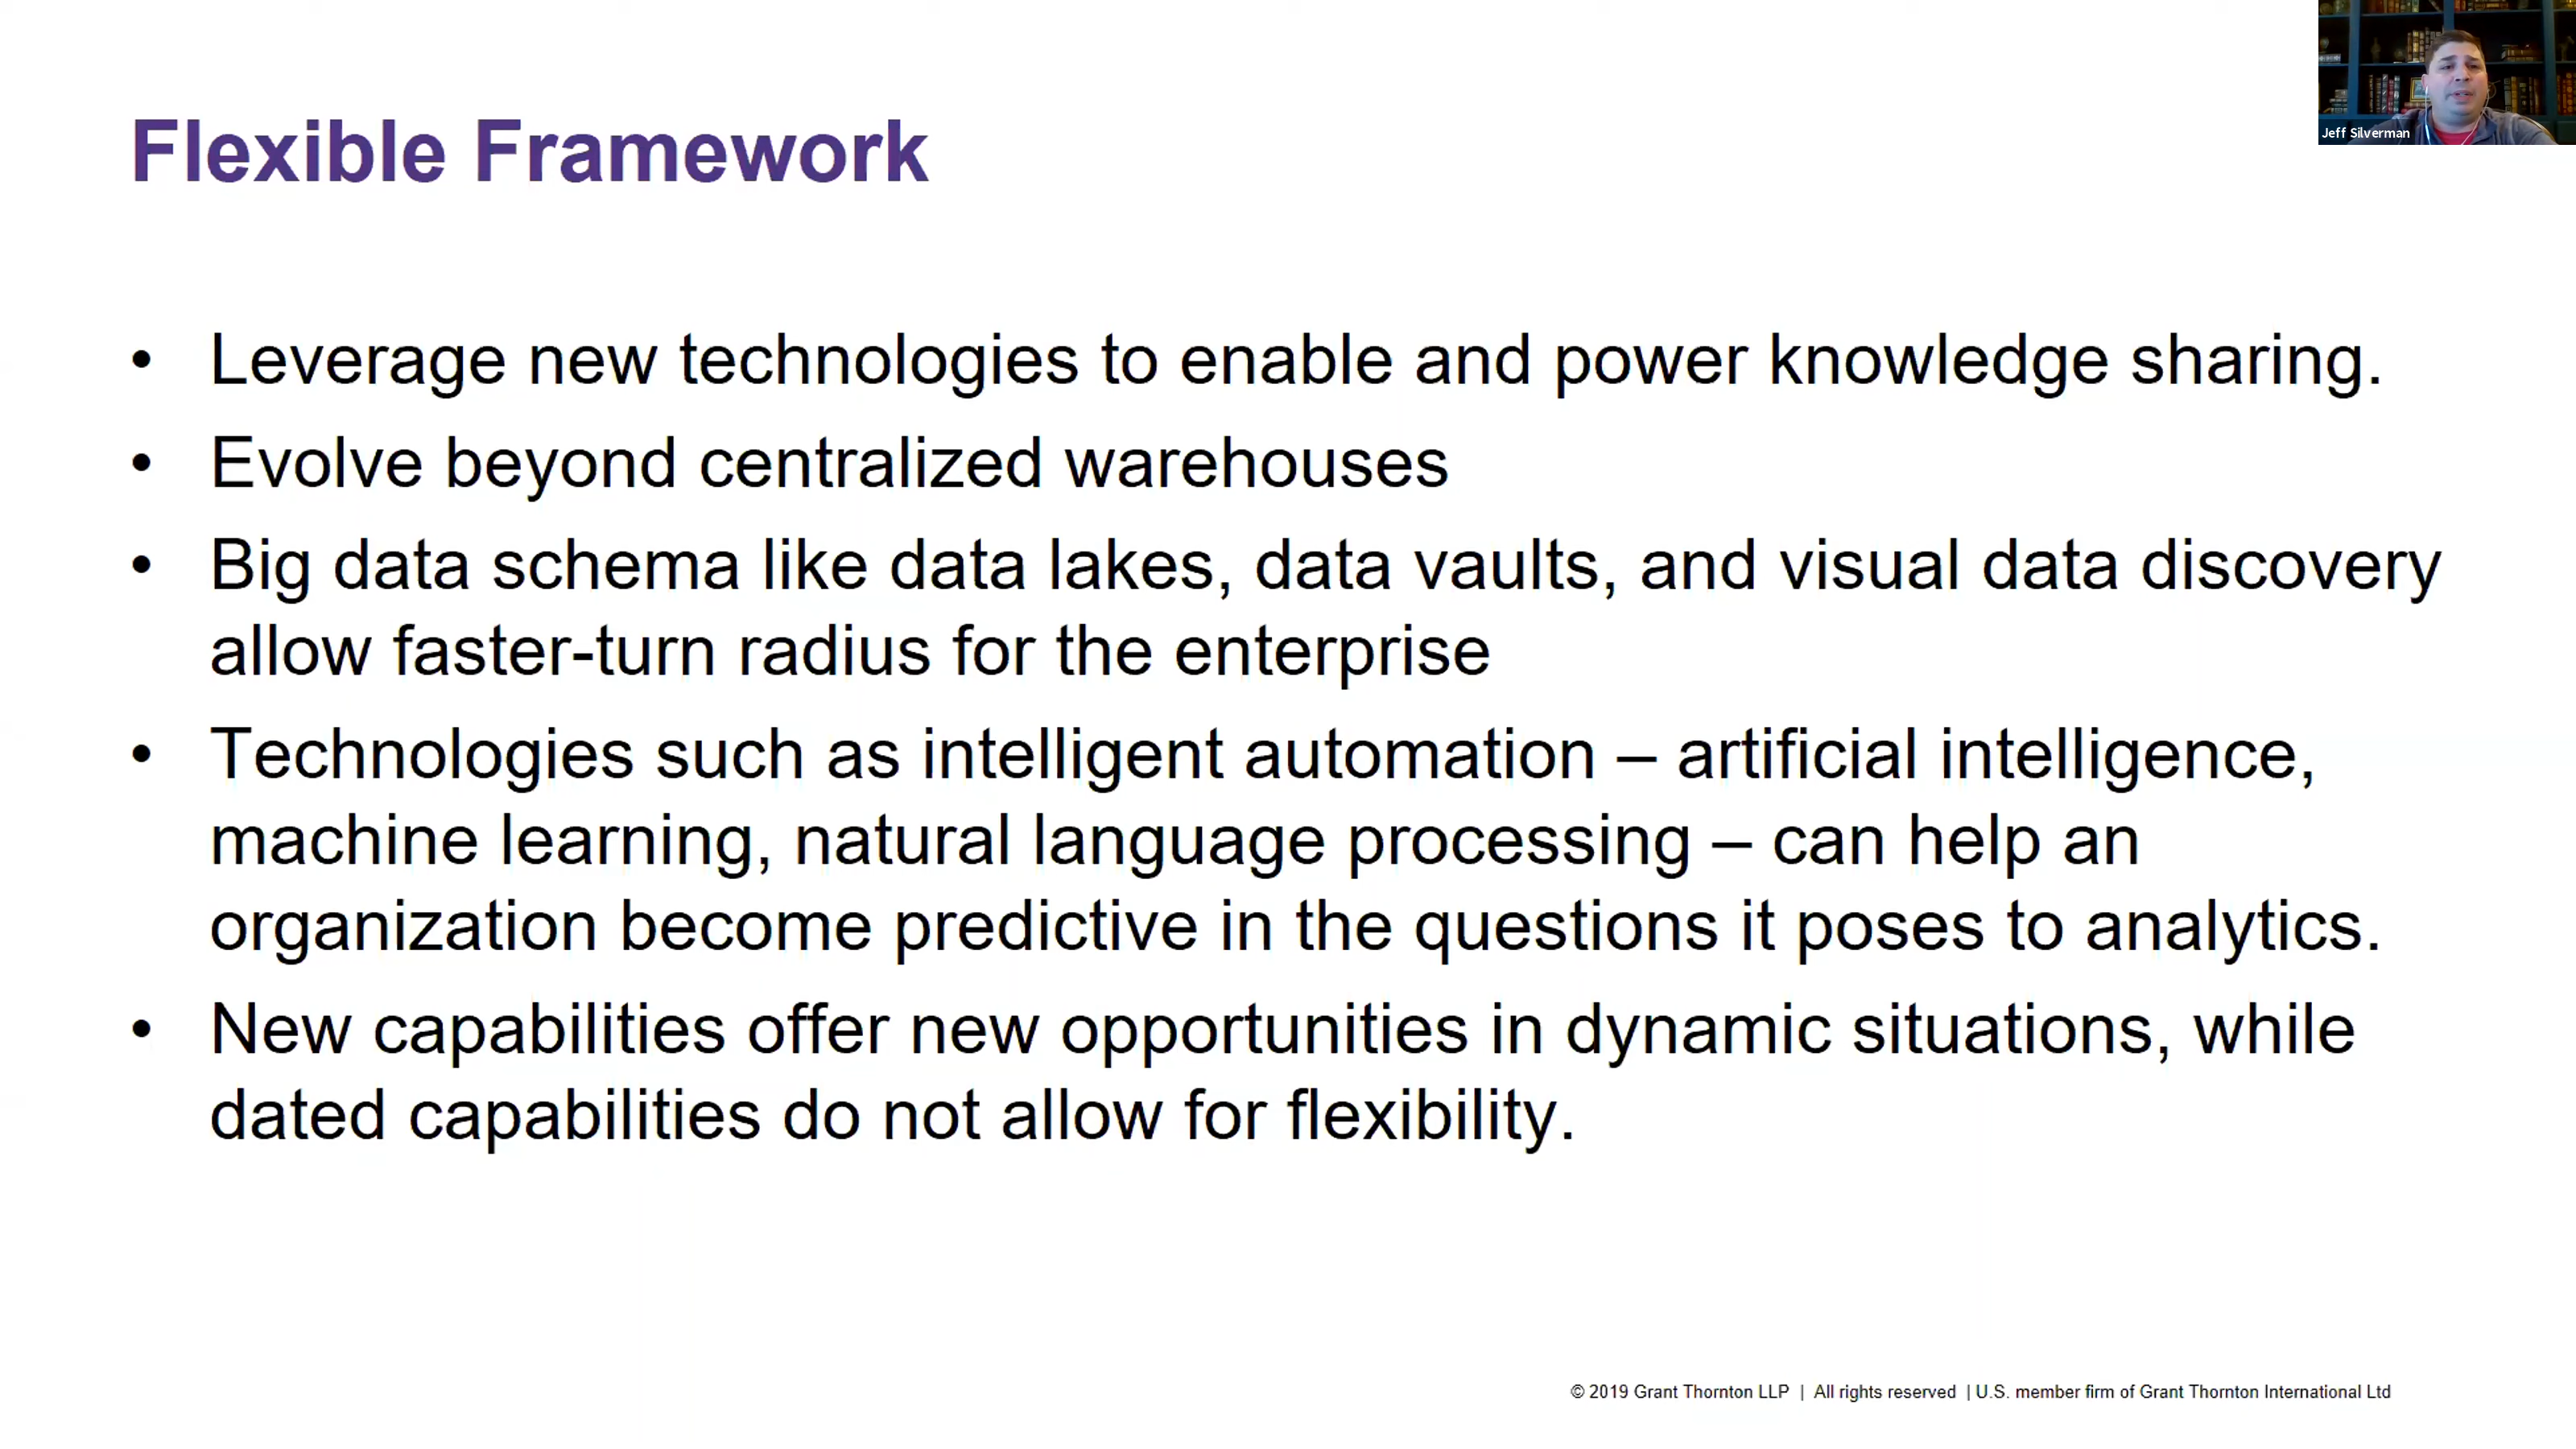 Flexible Framework
Jeff Silverman
• Leverage new technologies to enable and power knowledge sharing.
• Evolve beyond centralized warehouses
• Big data schema like data lakes, data vaults, and visual data discovery
allow faster-turn radius for the enterprise
• Technologies such as intelligent automation – artificial intelligence,
machine learning, natural language processing – can help an
organization become predictive in the questions it poses to analytics.
• New capabilities offer new opportunities in dynamic situations, while
dated capabilities do not allow for flexibility.
© 2019 Grant Thornton LLP | All rights reserved | U.S. member firm of Grant Thornton International Ltd